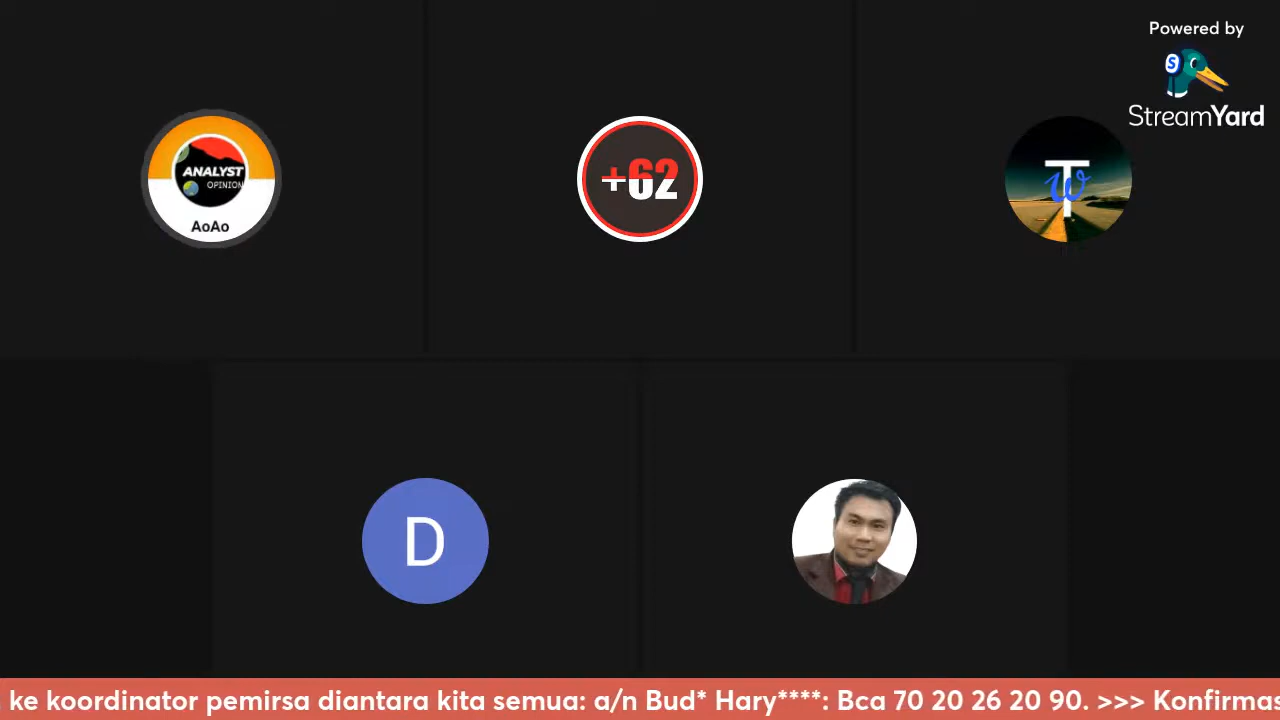 Powered by
StreamYard
S
ANALYST
OPINION
AoAo
+62
T
w
D
ke koordinator pemirsa diantara kita semua: a/n Bud* Hary****: Bca 70 20 26 20 90. >>> Konfirmas